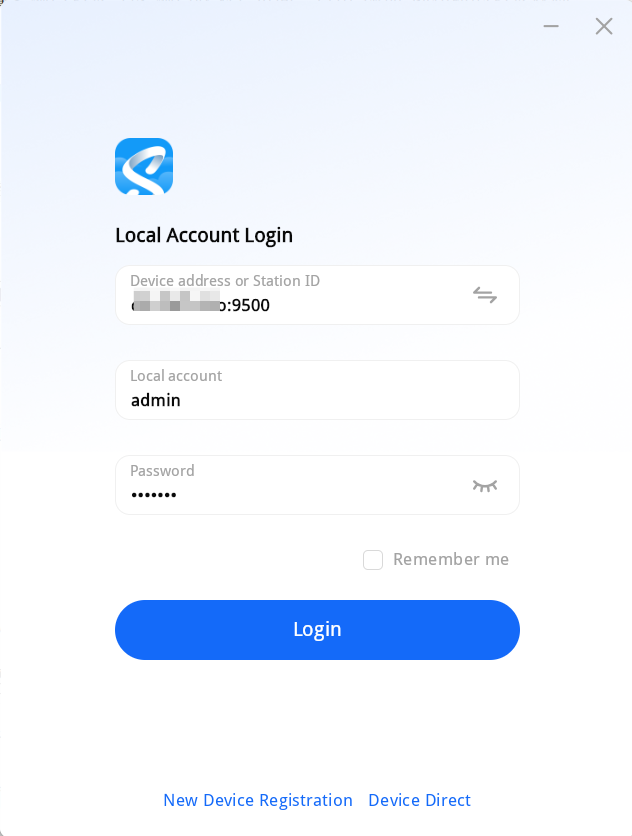 Local Account Login
Device address or Station ID
:9500
Local account
admin
Password
•••••••
Remember me
Login
New Device Registration Device Direct